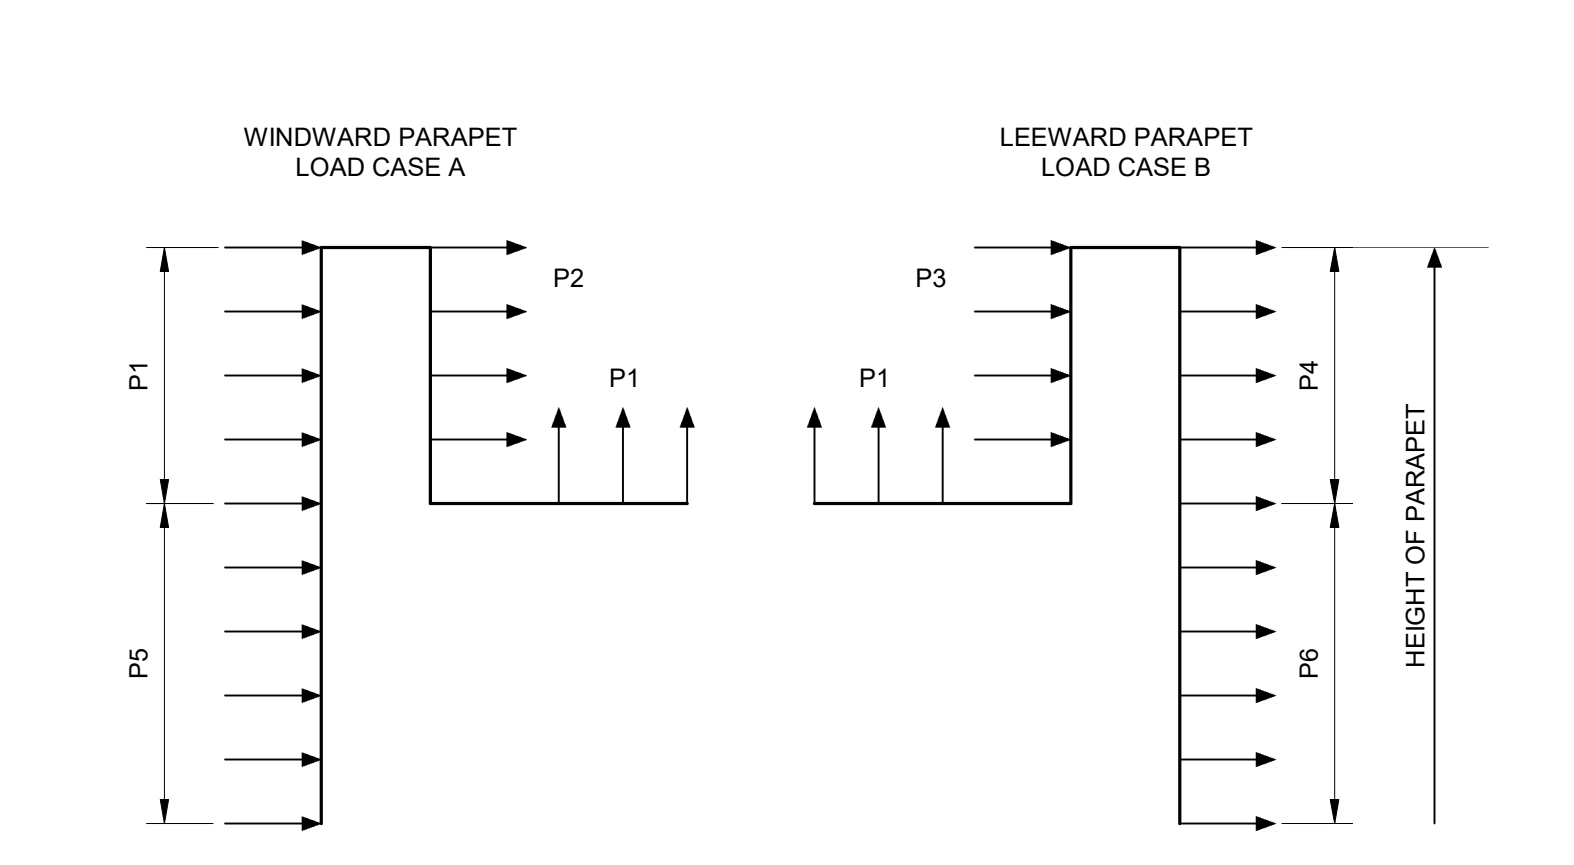 WINDWARD PARAPET
LOAD CASE A
LEEWARD PARAPET
LOAD CASE B
P2
P3
P1
P1
P1
P4
HEIGHT OF PARAPET
P5
P6